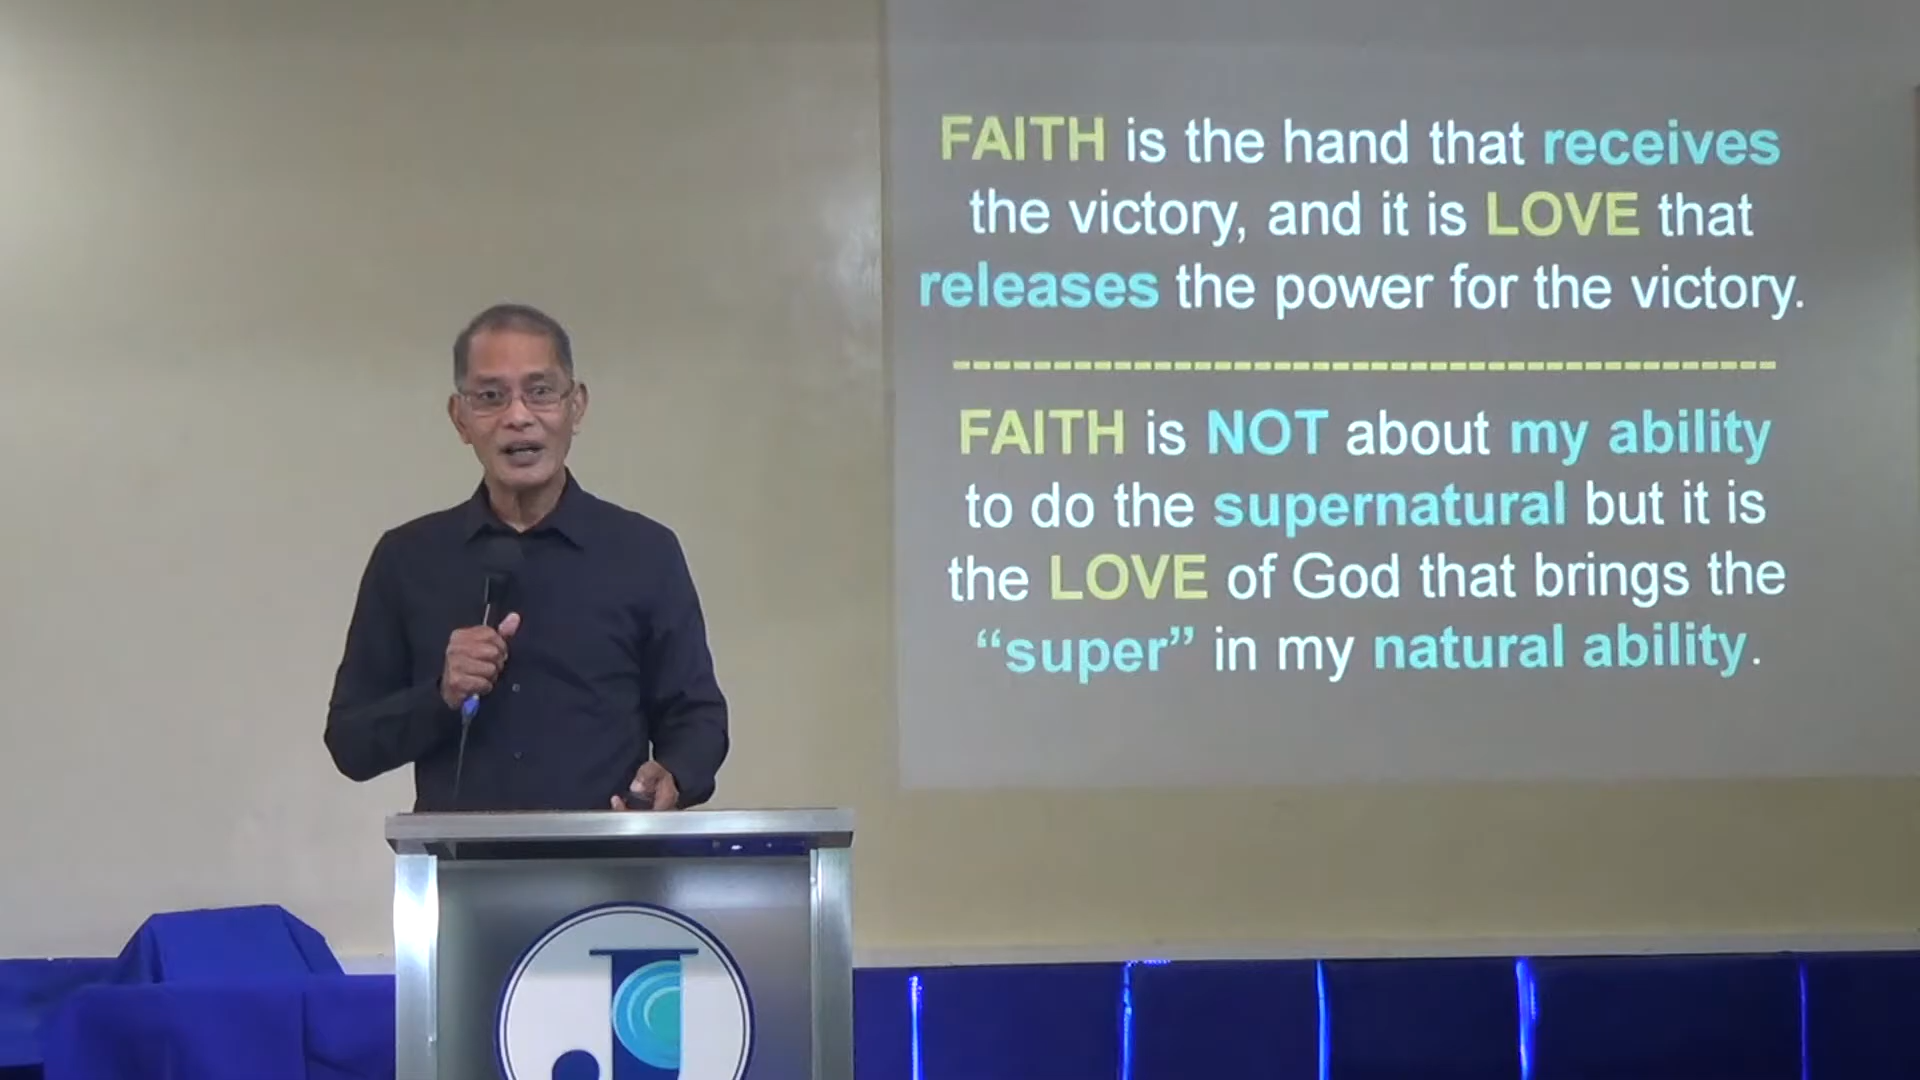 FAITH is the hand that receives
the victory, and it is LOVE that
releases the power for the victory.
---------------------------------------------
FAITH is NOT about my ability
to do the supernatural but it is
the LOVE of God that brings the
“super” in my natural ability.